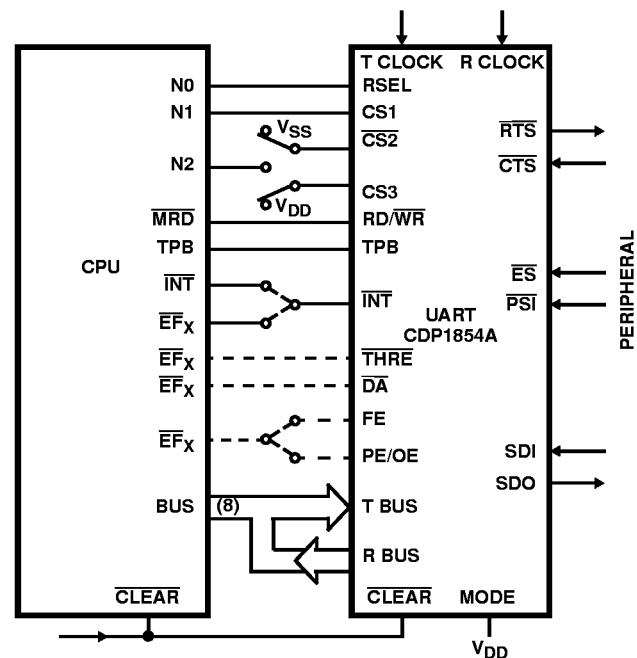 T CLOCK R CLOCK
N0 RSEL
N1 CS1
VSS
CS2
RTS
N2
CTS
CS3
VDD
MRD RD/WR
TPB TPB
CPU
ES
INT INT
PSI
UART
CDP1854A
EFX
EFX THRE
EFX DA
FE
EFX
PE/OE
SDI
SDO
BUS (8) T BUS
R BUS
CLEAR CLEAR MODE
VDD
PERIPHERAL